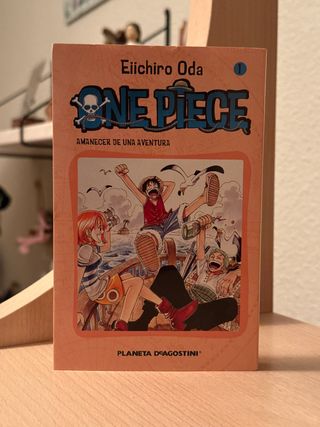 Eiichiro Oda
1
ONE PIECE
AMANECER DE UNA AVENTURA
PLANETA DEAGOSTINI